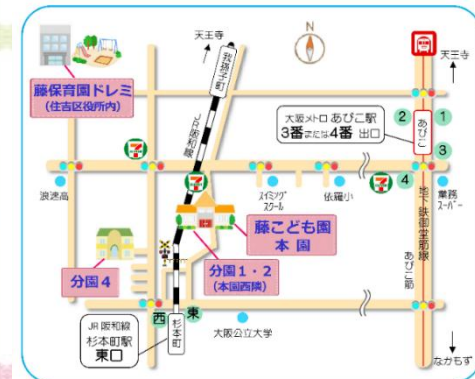 天王寺
N
天王寺
我孫子町
藤保育園ドレミ
(住吉区役所内)
JR阪和線
大阪メトロ あびこ駅
3番または4番 出口
2
あびこ
1
3
4
浪速高
スイミング
スクール
依羅小
業務
スーパー
地下鉄御堂筋線
あびこ筋
藤こども園
本 園
分園4
分園1・2
(本園西隣)
西
東
杉本町
JR 阪和線
杉本町駅
東口
大阪公立大学
なかもず